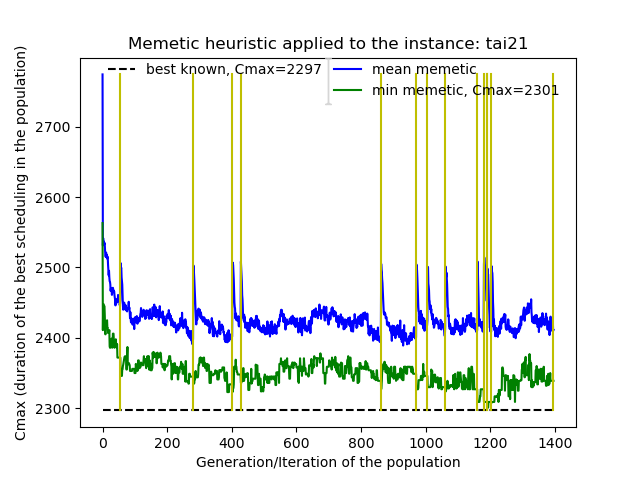 Memetic heuristic applied to the instance: tai21
best known, Cmax=2297
mean memetic
min memetic, Cmax=2301
Cmax (duration of the best scheduling in the population)
2700
2600
2500
2400
2300
0 200 400 600 800 1000 1200 1400
Generation/Iteration of the population